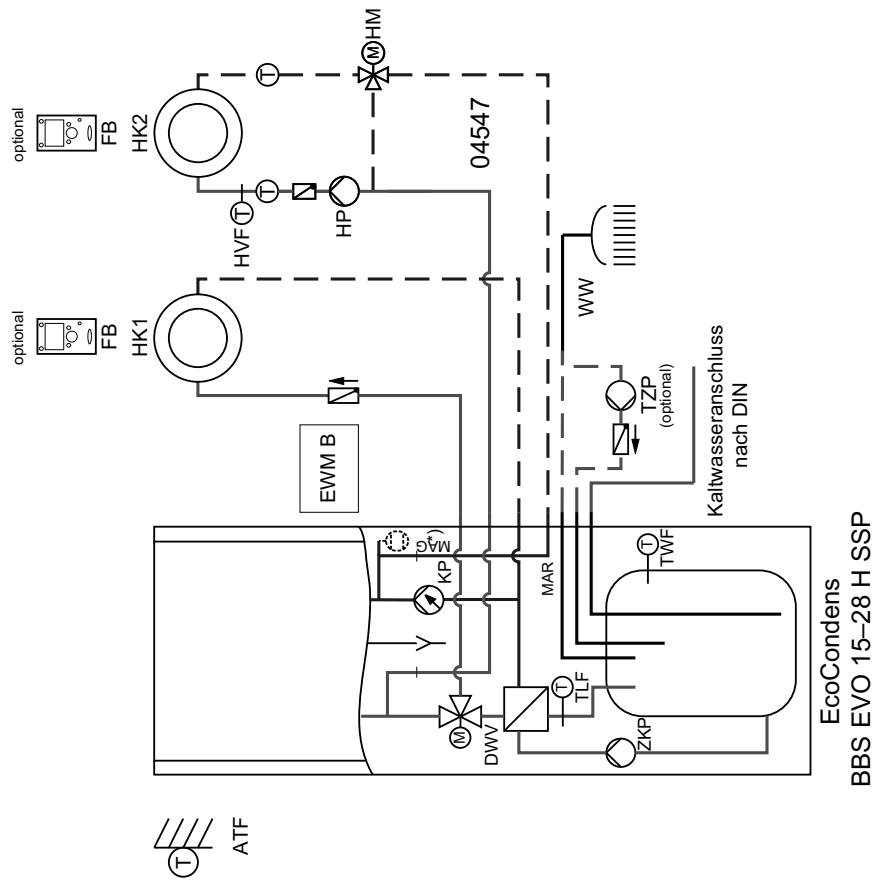 optional
FB
HK2
T
M
HM
HVF
T
T
HP
04547
optional
FB
HK1
WW
EWM B
TZP
(optional)
Kaltwasseranschluss
nach DIN
MAG*)
KP
MAR
T
TWF
M
DWV
T
TLF
ZKP
EcoCondens
BBS EVO 15–28 H SSP
T
ATF